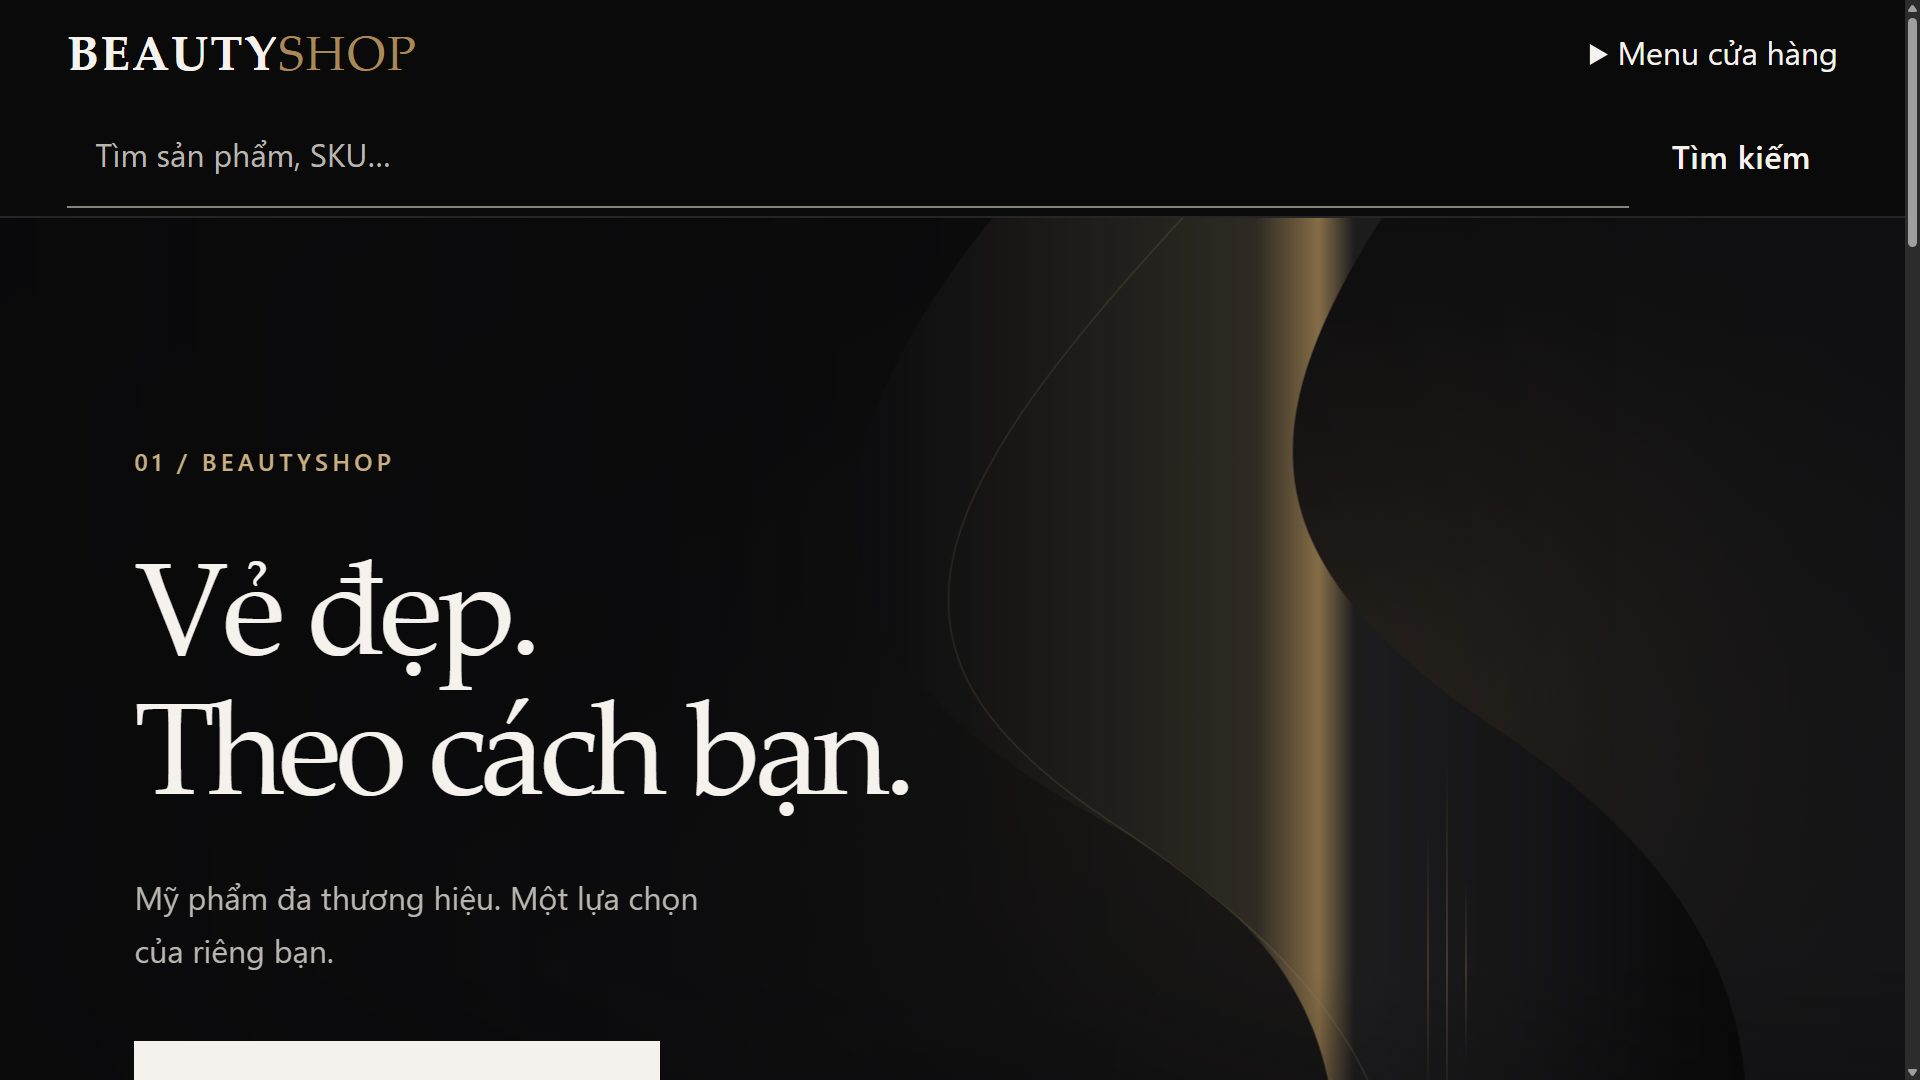 BEAUTYSHOP
▶ Menu cửa hàng
Tìm sản phẩm, SKU...
Tìm kiếm
01 / BEAUTYSHOP
Vẻ đẹp.
Theo cách bạn.
Mỹ phẩm đa thương hiệu. Một lựa chọn
của riêng bạn.